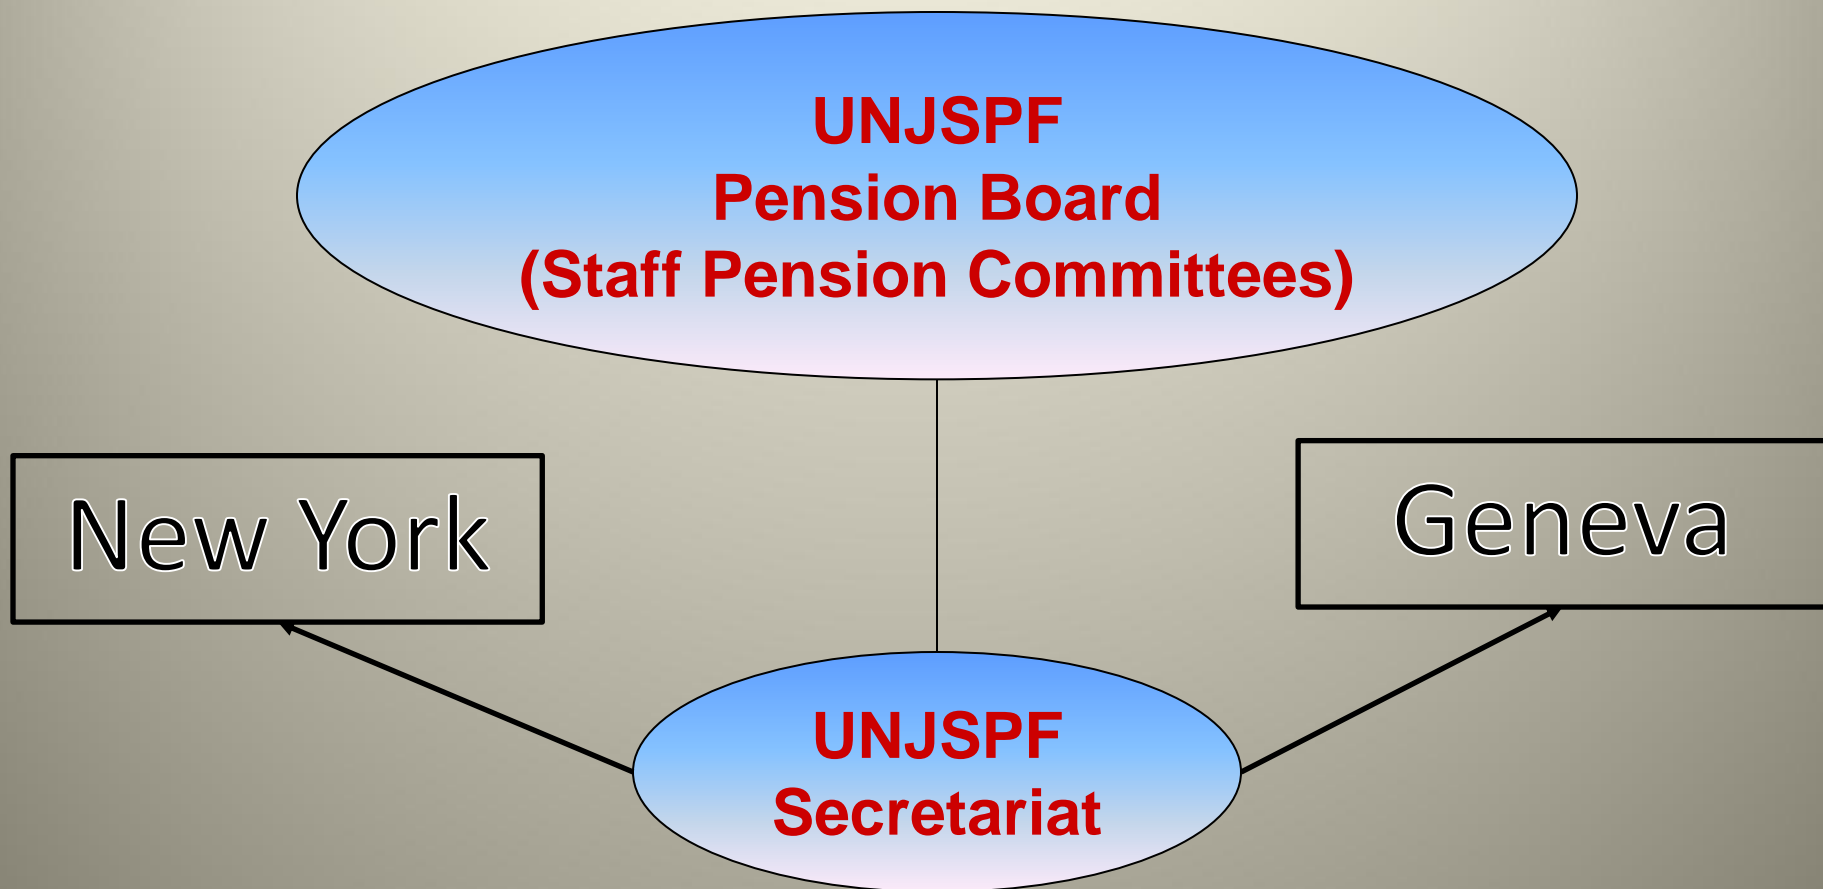 UNJSPF
Pension Board
(Staff Pension Committees)
New York
Geneva
UNJSPF
Secretariat